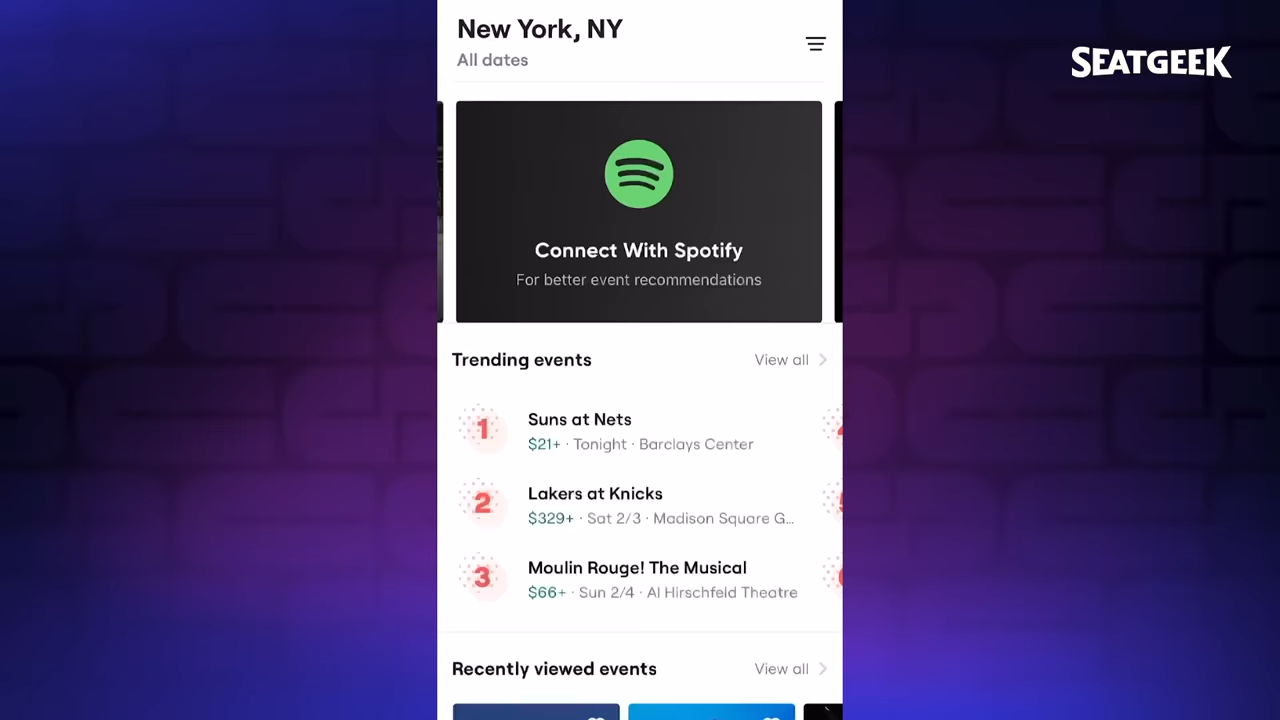 New York, NY
All dates
SEATGEEK
Connect With Spotify
For better event recommendations
Trending events
View all
1
Suns at Nets
$21+ · Tonight · Barclays Center
2
Lakers at Knicks
$329+ · Sat 2/3 · Madison Square G...
3
Moulin Rouge! The Musical
$66+ · Sun 2/4 · Al Hirschfeld Theatre
Recently viewed events
View all